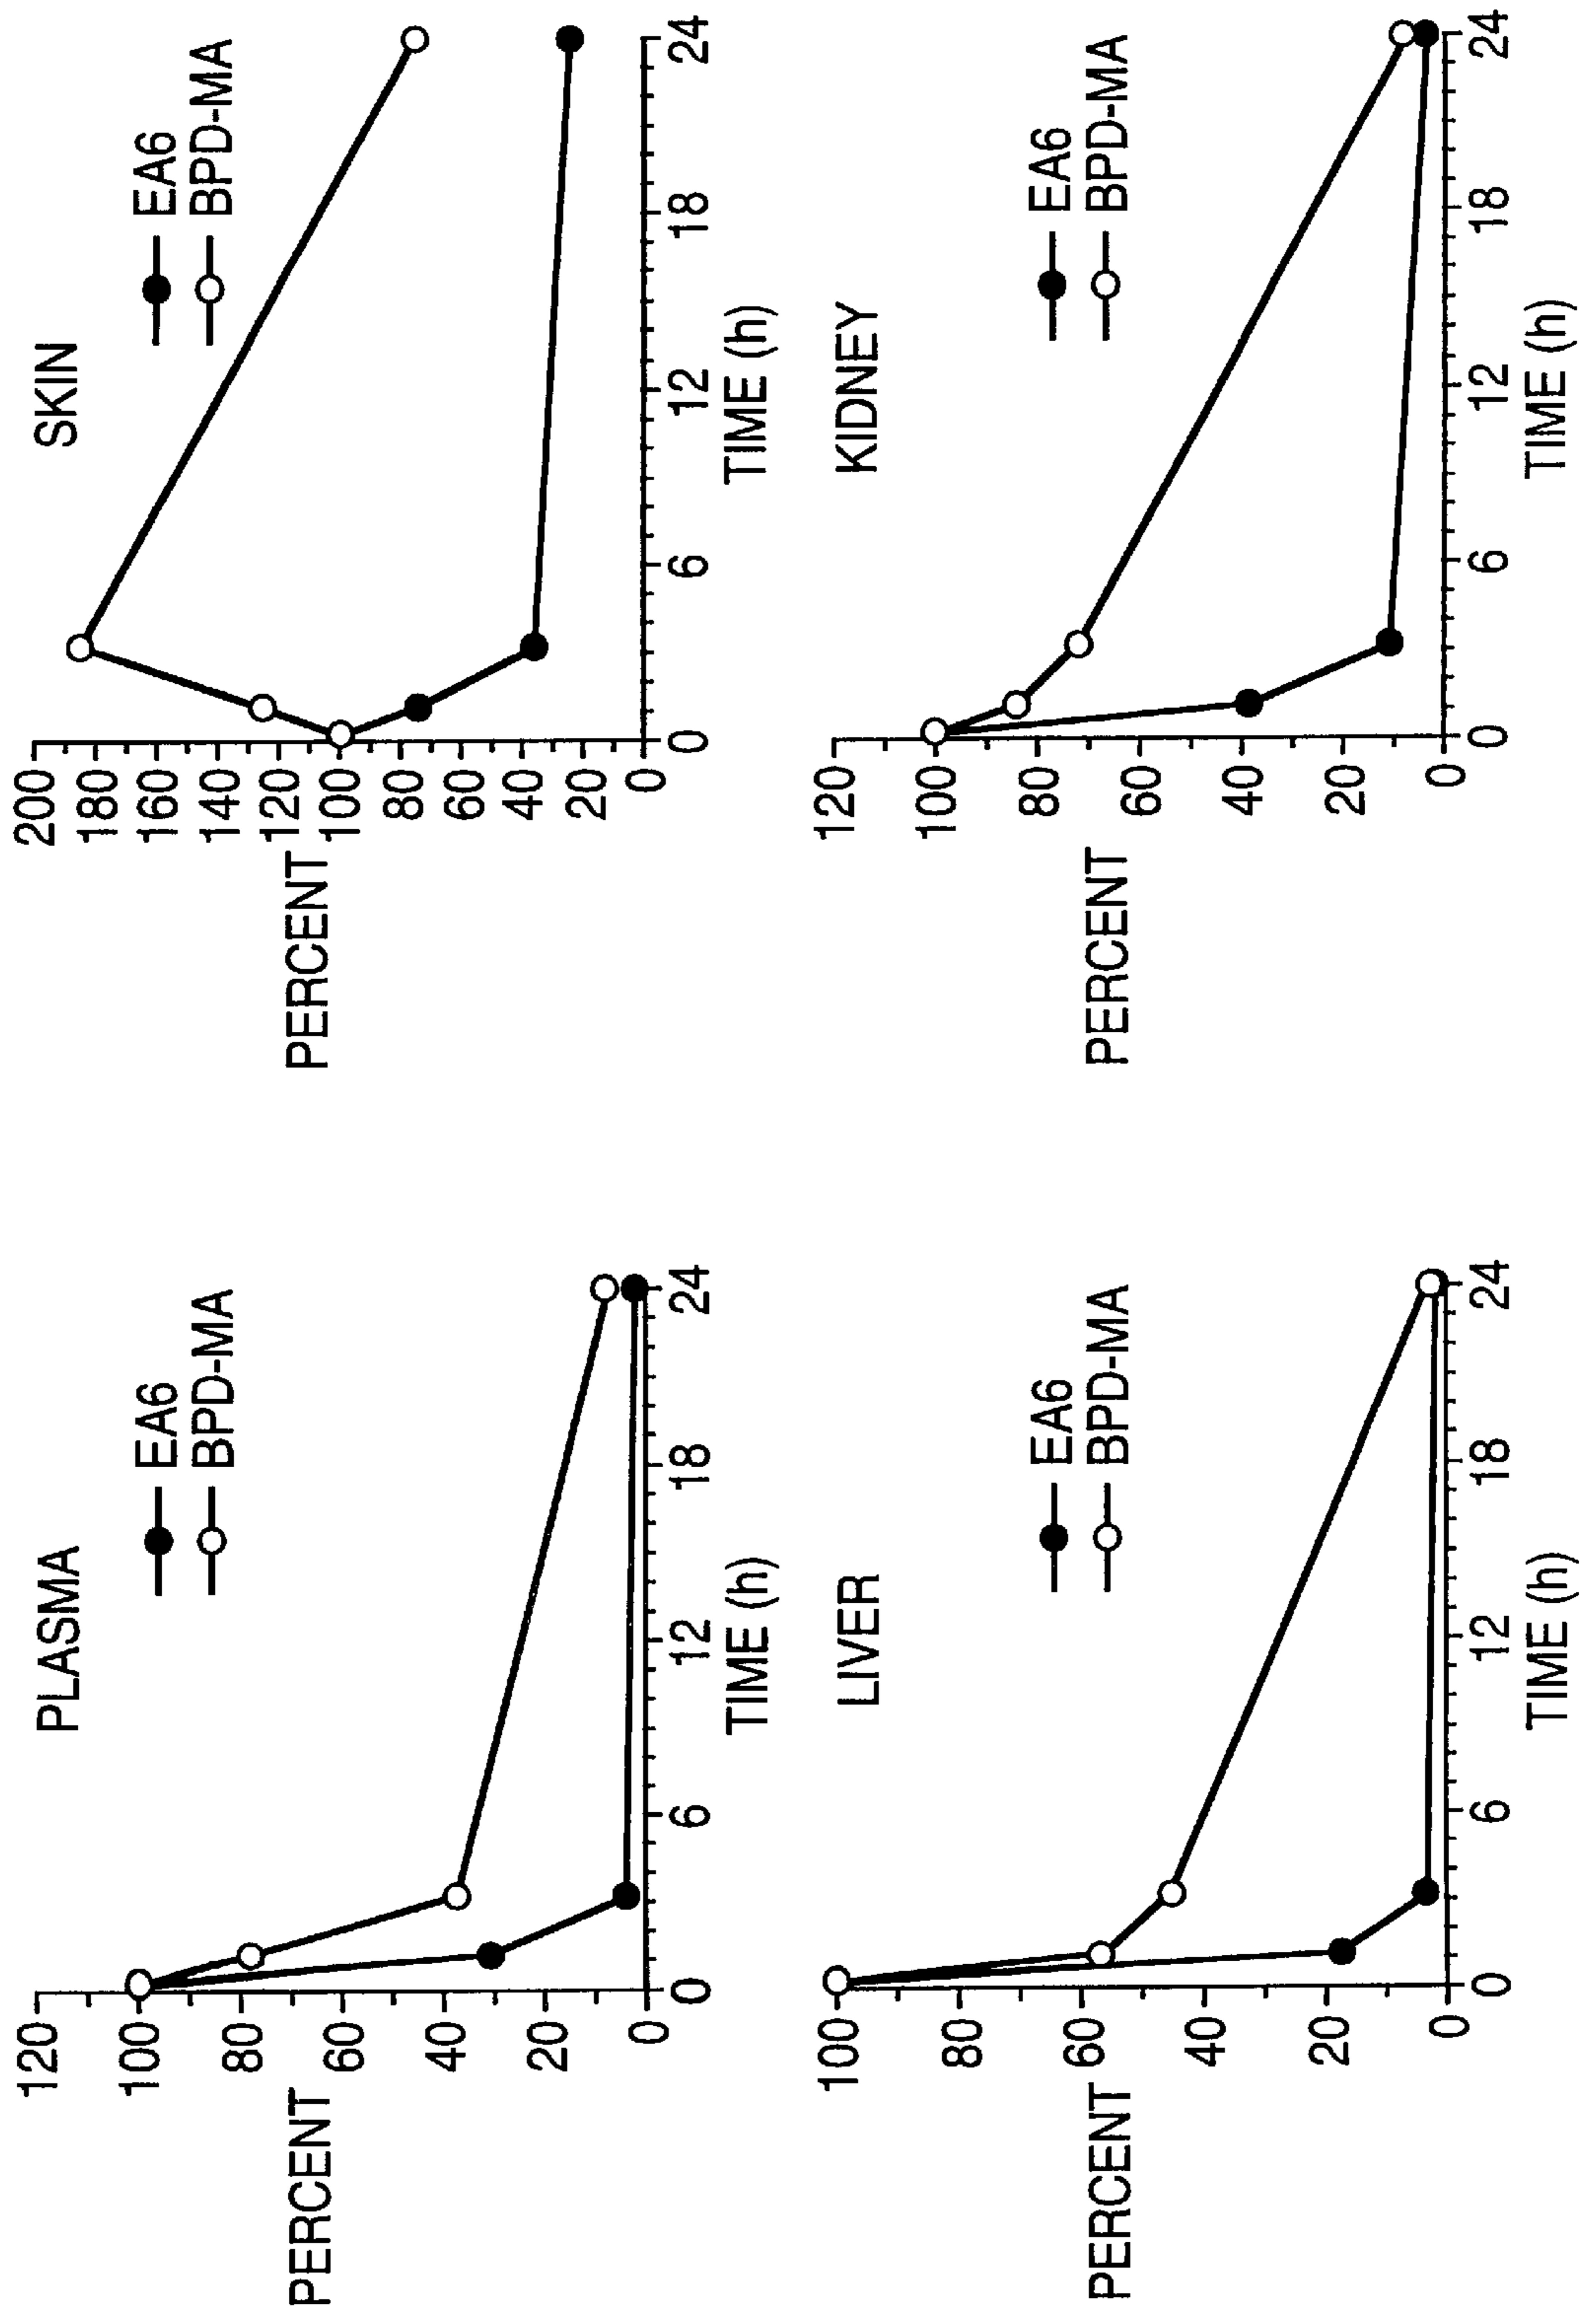 PLASMA
EA6
BPD-MA
PERCENT
120
100
80
60
40
20
0
0 6 12 18 24
TIME (h)
SKIN
EA6
BPD-MA
PERCENT
200
180
160
140
120
100
80
60
40
20
0
0 6 12 18 24
TIME (h)
LIVER
EA6
BPD-MA
PERCENT
100
80
60
40
20
0
0 6 12 18 24
TIME (h)
KIDNEY
EA6
BPD-MA
PERCENT
120
100
80
60
40
20
0
0 6 12 18 24
TIME (h)